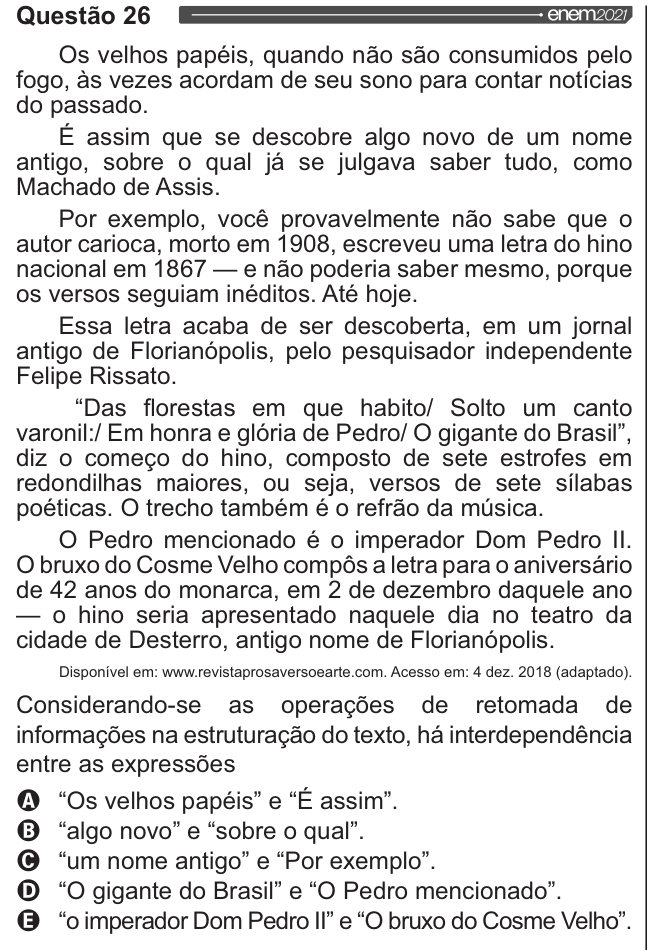 Questão 26
enem2021
Os velhos papéis, quando não são consumidos pelo
fogo, às vezes acordam de seu sono para contar notícias
do passado.
É assim que se descobre algo novo de um nome
antigo, sobre o qual já se julgava saber tudo, como
Machado de Assis.
Por exemplo, você provavelmente não sabe que o
autor carioca, morto em 1908, escreveu uma letra do hino
nacional em 1867 — e não poderia saber mesmo, porque
os versos seguiam inéditos. Até hoje.
Essa letra acaba de ser descoberta, em um jornal
antigo de Florianópolis, pelo pesquisador independente
Felipe Rissato.
“Das florestas em que habito/ Solto um canto
varonil:/ Em honra e glória de Pedro/ O gigante do Brasil”,
diz o começo do hino, composto de sete estrofes em
redondilhas maiores, ou seja, versos de sete sílabas
poéticas. O trecho também é o refrão da música.
O Pedro mencionado é o imperador Dom Pedro II.
O bruxo do Cosme Velho compôs a letra para o aniversário
de 42 anos do monarca, em 2 de dezembro daquele ano
— o hino seria apresentado naquele dia no teatro da
cidade de Desterro, antigo nome de Florianópolis.
Disponível em: www.revistaprosaversoearte.com. Acesso em: 4 dez. 2018 (adaptado).
Considerando-se as operações de retomada de
informações na estruturação do texto, há interdependência
entre as expressões
A “Os velhos papéis” e “É assim”.
B “algo novo” e “sobre o qual”.
C “um nome antigo” e “Por exemplo”.
D “O gigante do Brasil” e “O Pedro mencionado”.
E “o imperador Dom Pedro II” e “O bruxo do Cosme Velho”.